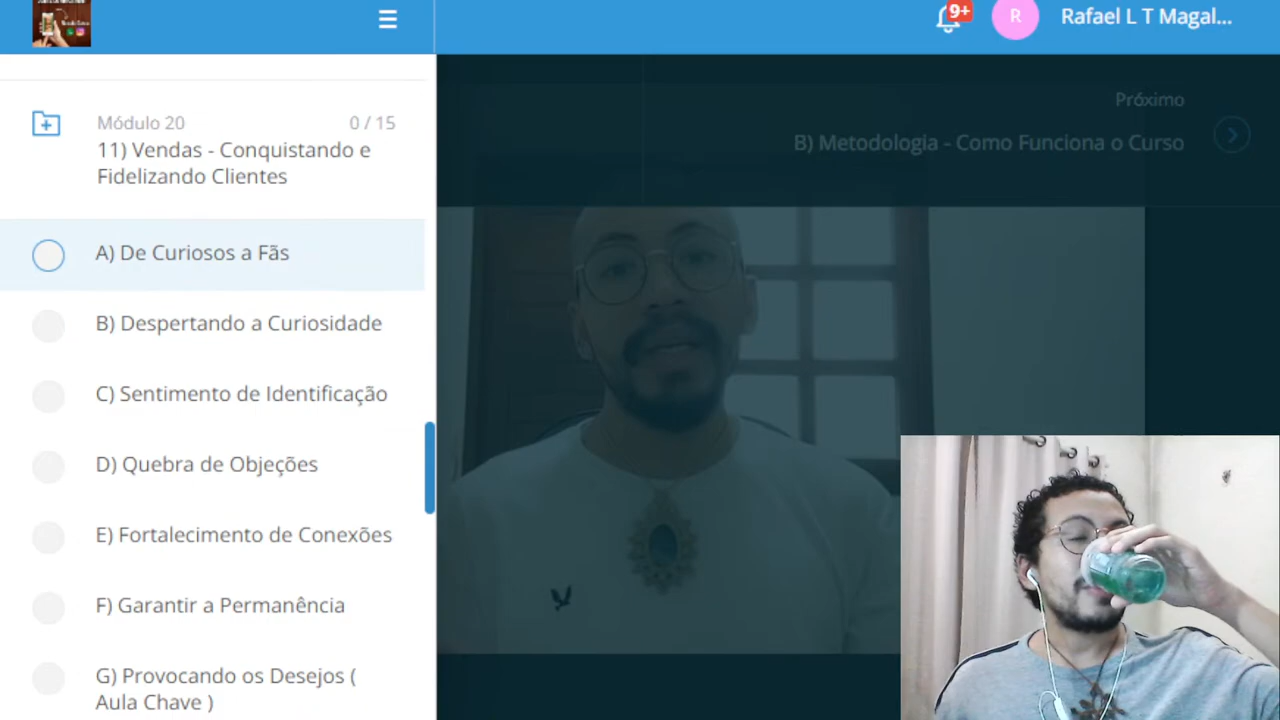 9+
R
Rafael L T Magal...
Módulo 20
0 / 15
11) Vendas - Conquistando e
Fidelizando Clientes
Próximo
B) Metodologia - Como Funciona o Curso
A) De Curiosos a Fãs
B) Despertando a Curiosidade
C) Sentimento de Identificação
D) Quebra de Objeções
E) Fortalecimento de Conexões
F) Garantir a Permanência
G) Provocando os Desejos (
Aula Chave )